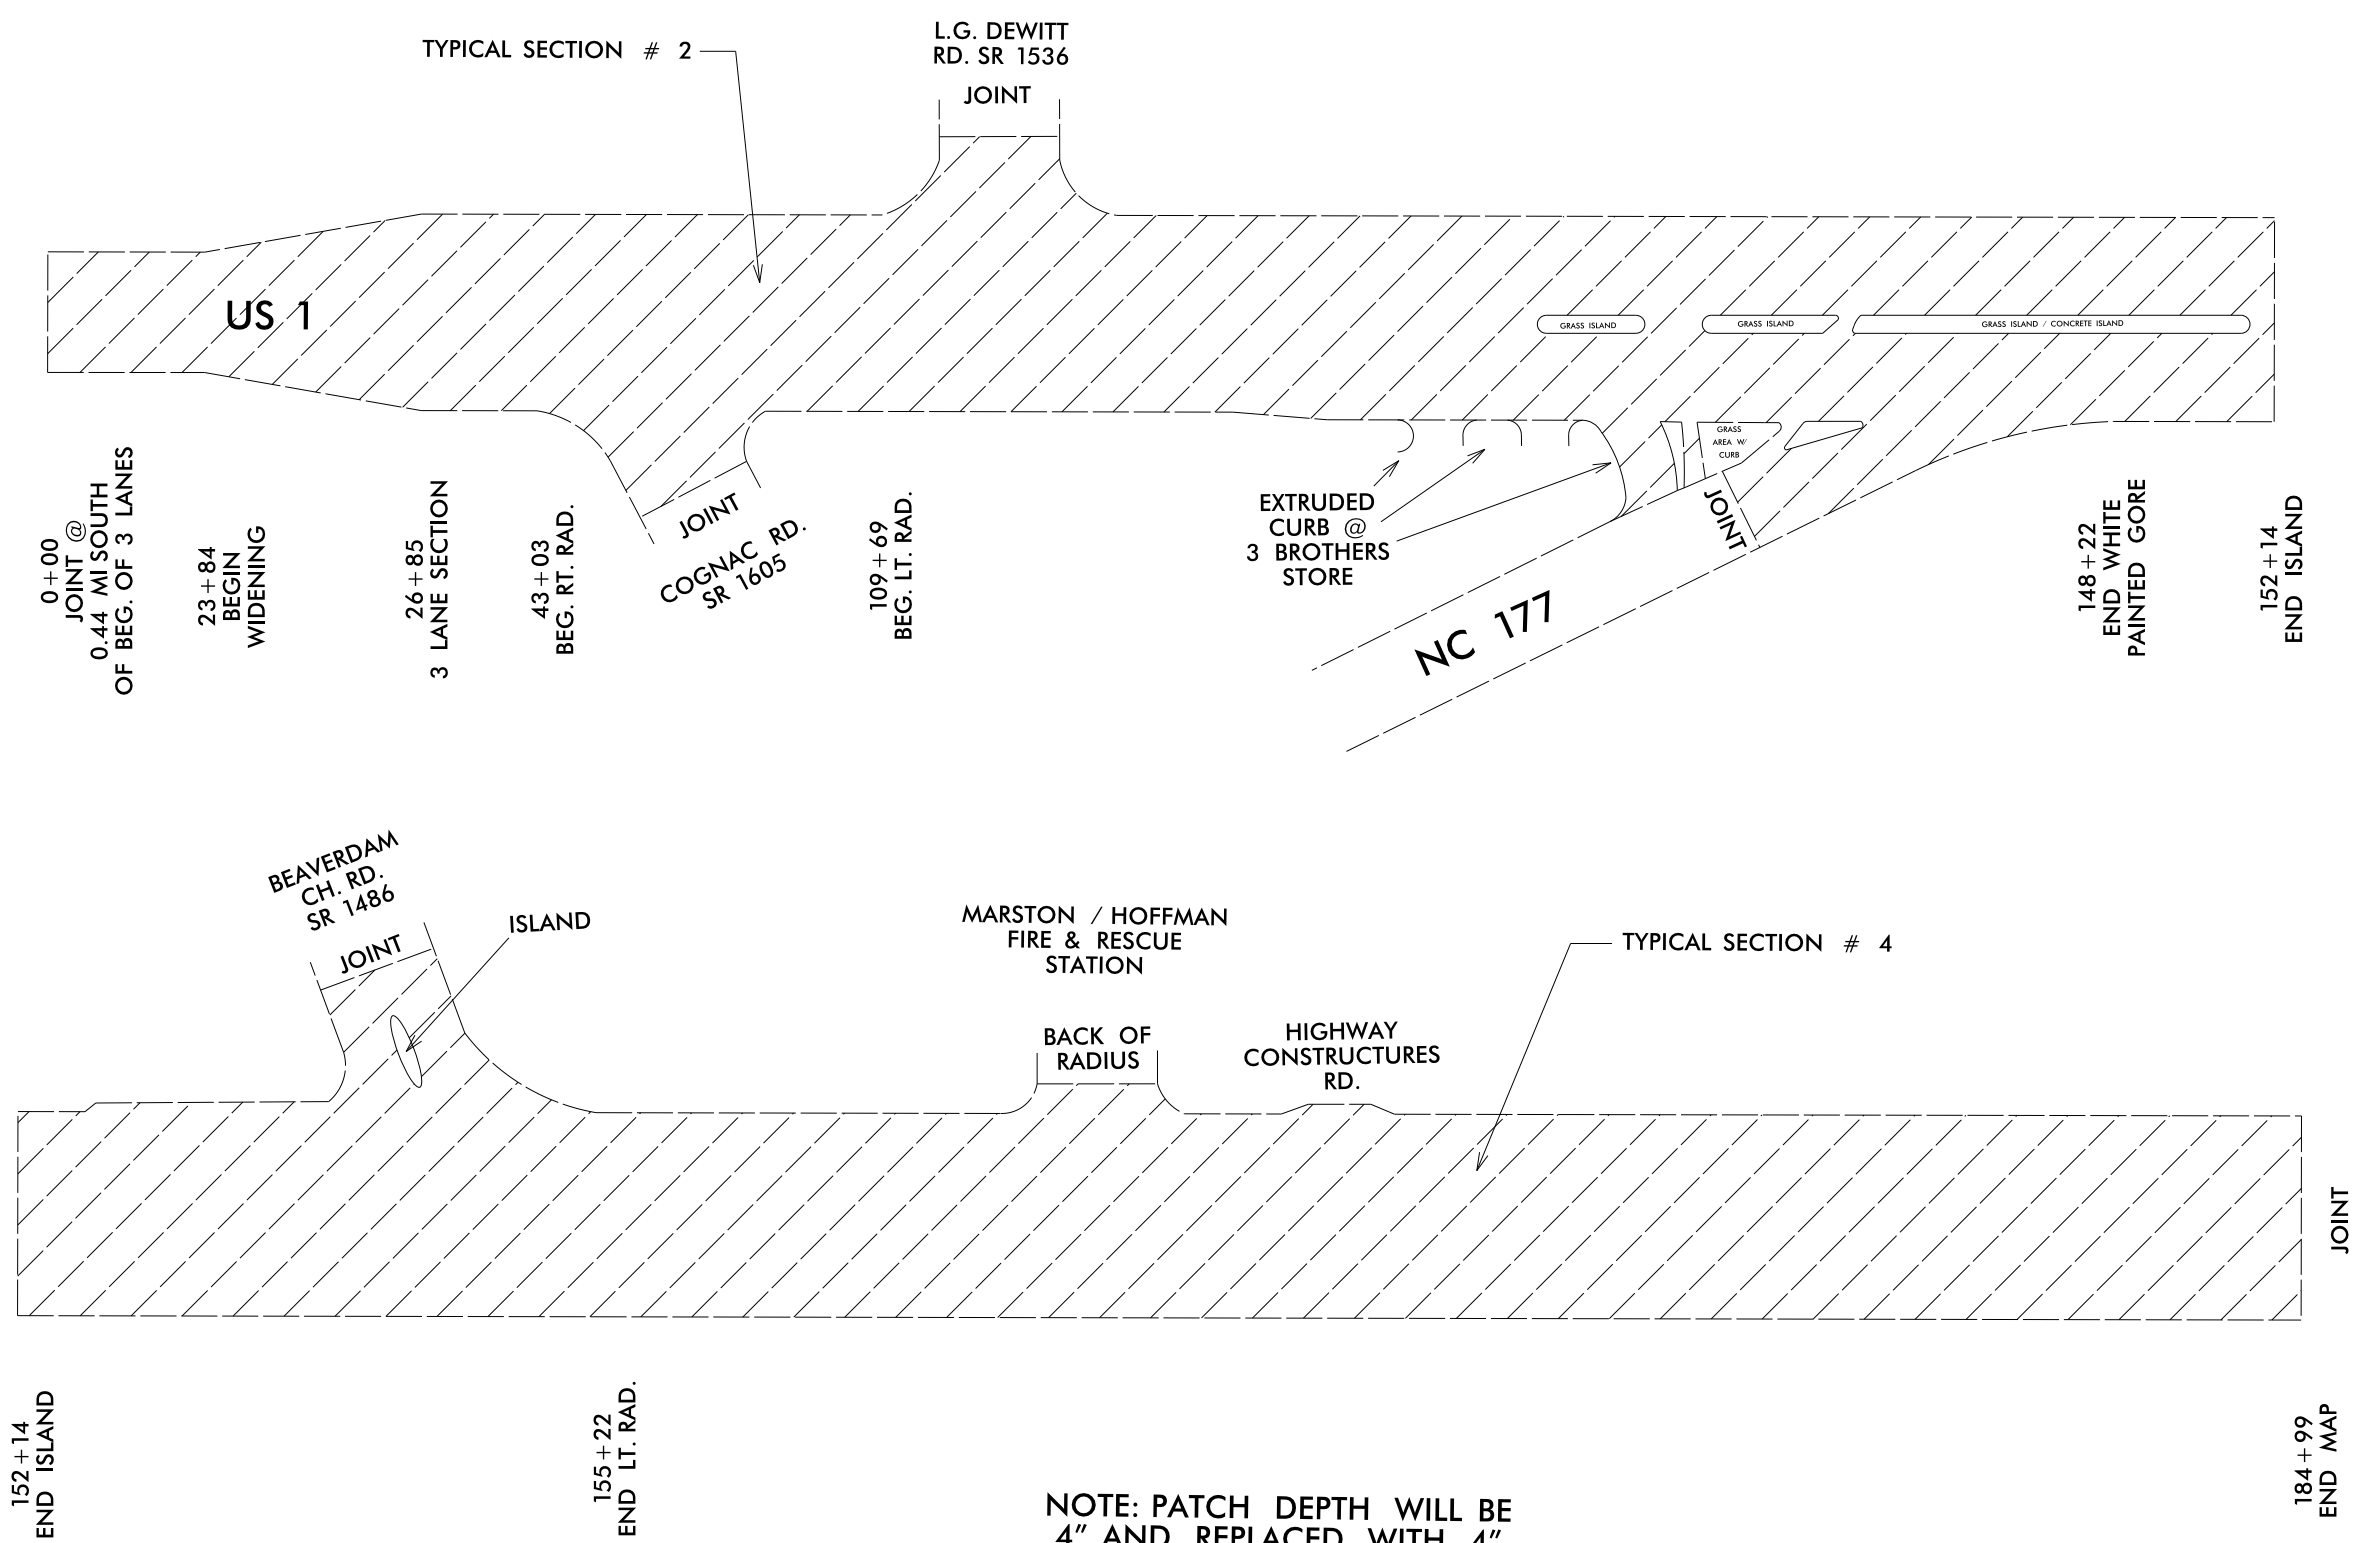 TYPICAL SECTION # 2
L.G. DEWITT
RD. SR 1536
JOINT
US 1
GRASS ISLAND
GRASS ISLAND
GRASS ISLAND / CONCRETE ISLAND
GRASS
AREA W/
CURB
JOINT
COGNAC RD.
SR 1605
EXTRUDED
CURB @
3 BROTHERS
STORE
JOINT
NC 177
0+00
JOINT @
0.44 MI SOUTH
OF BEG. OF 3 LANES
23+84
BEGIN
WIDENING
26+85
3 LANE SECTION
43+03
BEG. RT. RAD.
109+69
BEG. LT. RAD.
148+22
END WHITE
PAINTED GORE
152+14
END ISLAND
BEAVERDAM
CH. RD.
SR 1486
JOINT
ISLAND
MARSTON / HOFFMAN
FIRE & RESCUE
STATION
BACK OF
RADIUS
HIGHWAY
CONSTRUCTURES
RD.
TYPICAL SECTION # 4
JOINT
152+14
END ISLAND
155+22
END LT. RAD.
184+99
END MAP
NOTE: PATCH DEPTH WILL BE
4" AND REPLACED WITH 4"